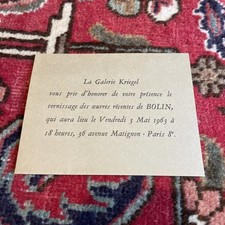 La Galerie Kriegel
vous prie d'honorer de votre présence le
vernissage des œuvres récentes de BOLIN,
qui aura lieu le Vendredi 3 Mai 1963 à
18 heures, 36 avenue Matignon - Paris 8e.